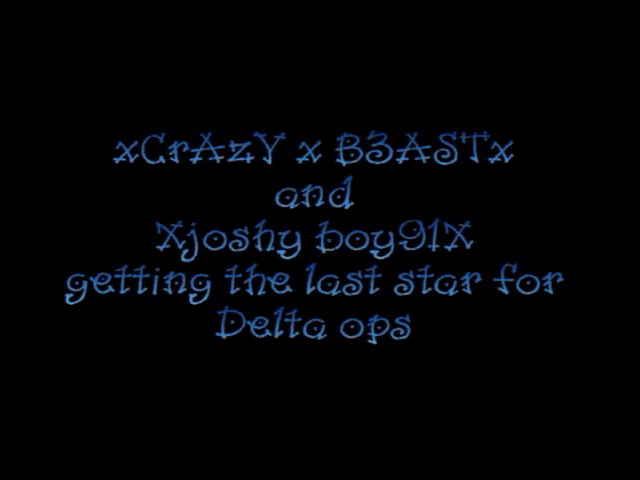 xCrAzY x B3ASTx
and
Xjoshy boy91X
getting the last star for
Delta ops